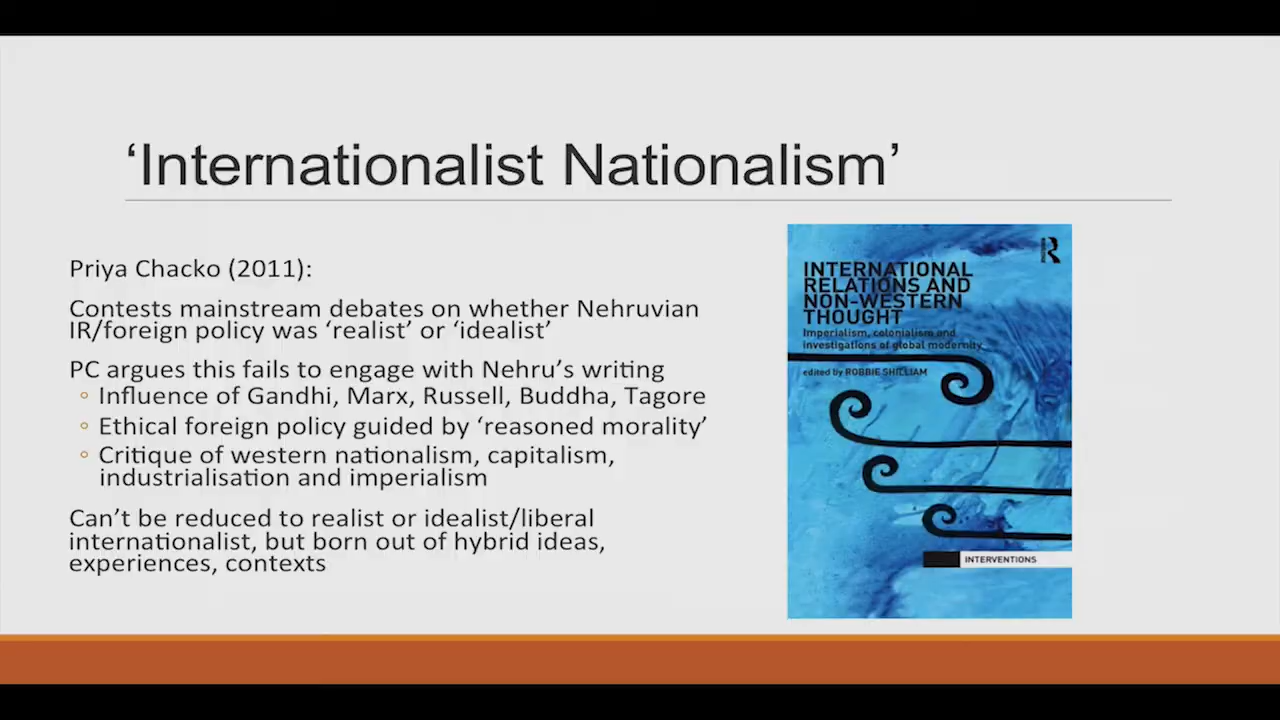 ‘Internationalist Nationalism’
Priya Chacko (2011):
Contests mainstream debates on whether Nehruvian
IR/foreign policy was ‘realist’ or ‘idealist’
PC argues this fails to engage with Nehru’s writing
◦ Influence of Gandhi, Marx, Russell, Buddha, Tagore
◦ Ethical foreign policy guided by ‘reasoned morality’
◦ Critique of western nationalism, capitalism,
industrialisation and imperialism
Can’t be reduced to realist or idealist/liberal
internationalist, but born out of hybrid ideas,
experiences, contexts
INTERNATIONAL
RELATIONS AND
NON-WESTERN
THOUGHT
Imperialism, colonialism and
investigations of global modernity
edited by ROBBIE SHILLIAM
INTERVENTIONS